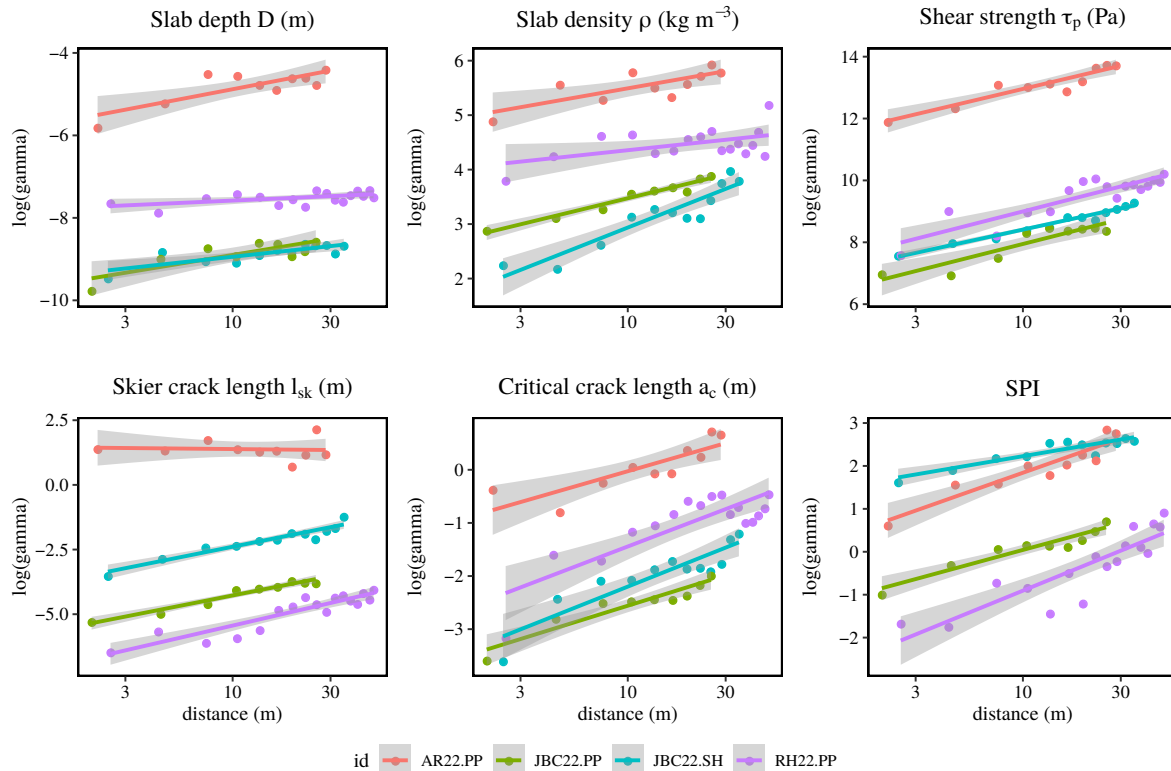 Slab depth D (m)
Slab density ρ (kg m⁻³)
Shear strength τp (Pa)
log(gamma)
−4
−6
−8
−10
3
10
30
log(gamma)
6
5
4
3
2
3
10
30
log(gamma)
14
12
10
8
6
3
10
30
Skier crack length lsk (m)
Critical crack length ac (m)
SPI
log(gamma)
2.5
0.0
−2.5
−5.0
3
10
30
distance (m)
log(gamma)
0
−1
−2
−3
3
10
30
distance (m)
log(gamma)
3
2
1
0
−1
−2
3
10
30
distance (m)
id AR22.PP JBC22.PP JBC22.SH RH22.PP